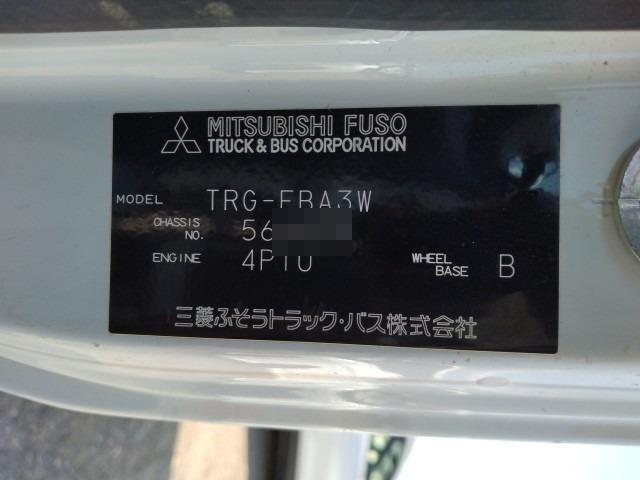 MITSUBISHI FUSO
TRUCK & BUS CORPORATION
MODEL TRG-FBA3W
CHASSIS NO. 56
ENGINE 4P10 WHEEL BASE B
三菱ふそうトラック・バス株式会社